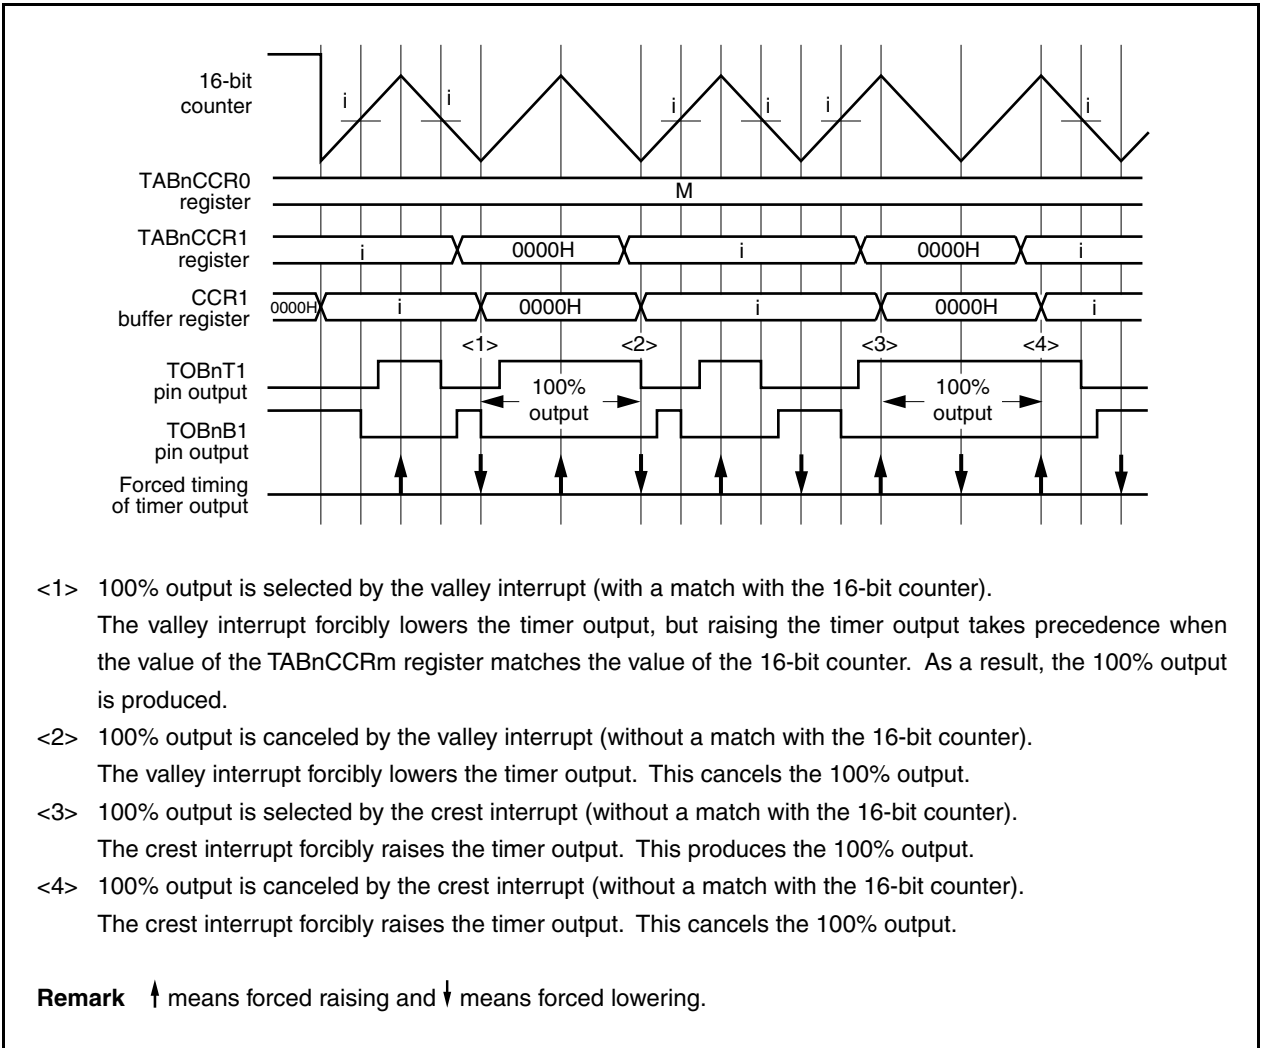 16-bit
counter
i
i
i
i
i
i
TABnCCR0
register
M
TABnCCR1
register
i
0000H
i
0000H
i
CCR1
buffer register
0000H
i
0000H
i
0000H
i
<1>
<2>
<3>
<4>
TOBnT1
pin output
100%
output
100%
output
TOBnB1
pin output
Forced timing
of timer output
<1> 100% output is selected by the valley interrupt (with a match with the 16-bit counter).
The valley interrupt forcibly lowers the timer output, but raising the timer output takes precedence when
the value of the TABnCCRm register matches the value of the 16-bit counter. As a result, the 100% output
is produced.
<2> 100% output is canceled by the valley interrupt (without a match with the 16-bit counter).
The valley interrupt forcibly lowers the timer output. This cancels the 100% output.
<3> 100% output is selected by the crest interrupt (without a match with the 16-bit counter).
The crest interrupt forcibly raises the timer output. This produces the 100% output.
<4> 100% output is canceled by the crest interrupt (without a match with the 16-bit counter).
The crest interrupt forcibly raises the timer output. This cancels the 100% output.
Remark ↑ means forced raising and ↓ means forced lowering.